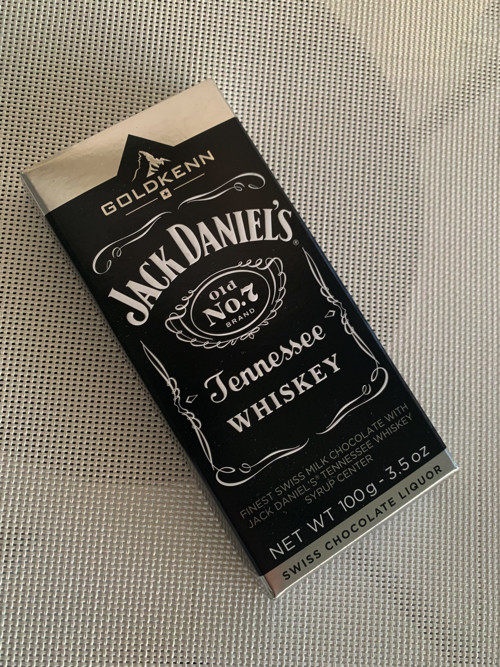 GOLDKENN
JACK DANIEL'S®
Old
No.7
BRAND
Tennessee
WHISKEY
FINEST SWISS MILK CHOCOLATE WITH
JACK DANIEL'S® TENNESSEE WHISKEY
SYRUP CENTER
NET WT 100g - 3.5 oz
SWISS CHOCOLATE LIQUOR